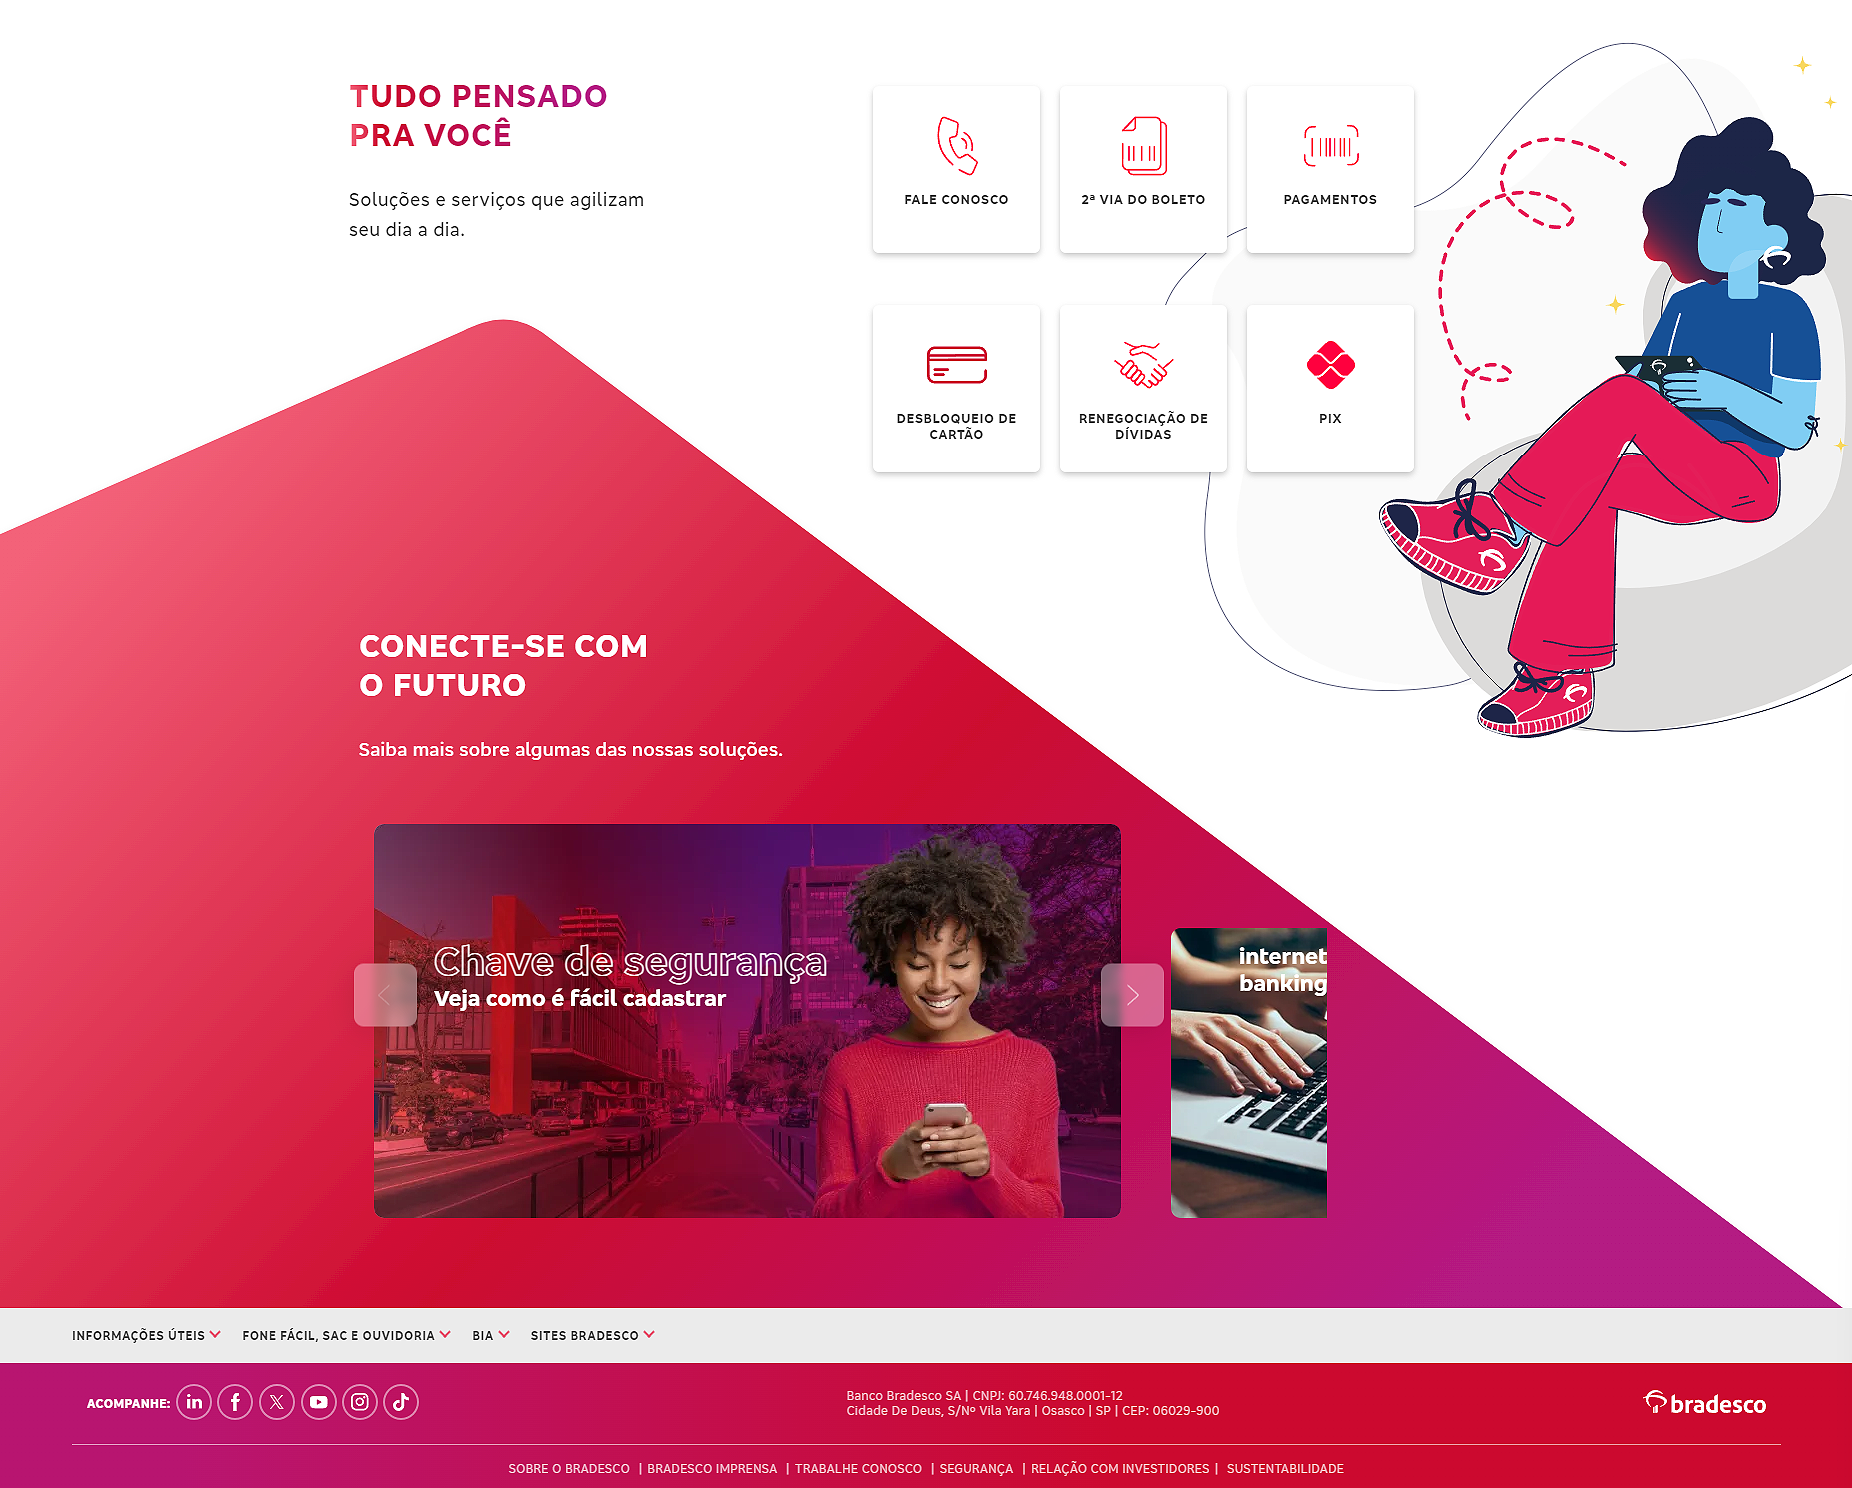 TUDO PENSADO
PRA VOCÊ
Soluções e serviços que agilizam
seu dia a dia.
FALE CONOSCO
2ª VIA DO BOLETO
PAGAMENTOS
DESBLOQUEIO DE
CARTÃO
RENEGOCIAÇÃO DE
DÍVIDAS
PIX
CONECTE-SE COM
O FUTURO
Saiba mais sobre algumas das nossas soluções.
Chave de segurança
Veja como é fácil cadastrar
internet
banking
INFORMAÇÕES ÚTEIS
FONE FÁCIL, SAC E OUVIDORIA
BIA
SITES BRADESCO
ACOMPANHE:
Banco Bradesco SA | CNPJ: 60.746.948.0001-12
Cidade De Deus, S/Nº Vila Yara | Osasco | SP | CEP: 06029-900
bradesco
SOBRE O BRADESCO | BRADESCO IMPRENSA | TRABALHE CONOSCO | SEGURANÇA | RELAÇÃO COM INVESTIDORES | SUSTENTABILIDADE